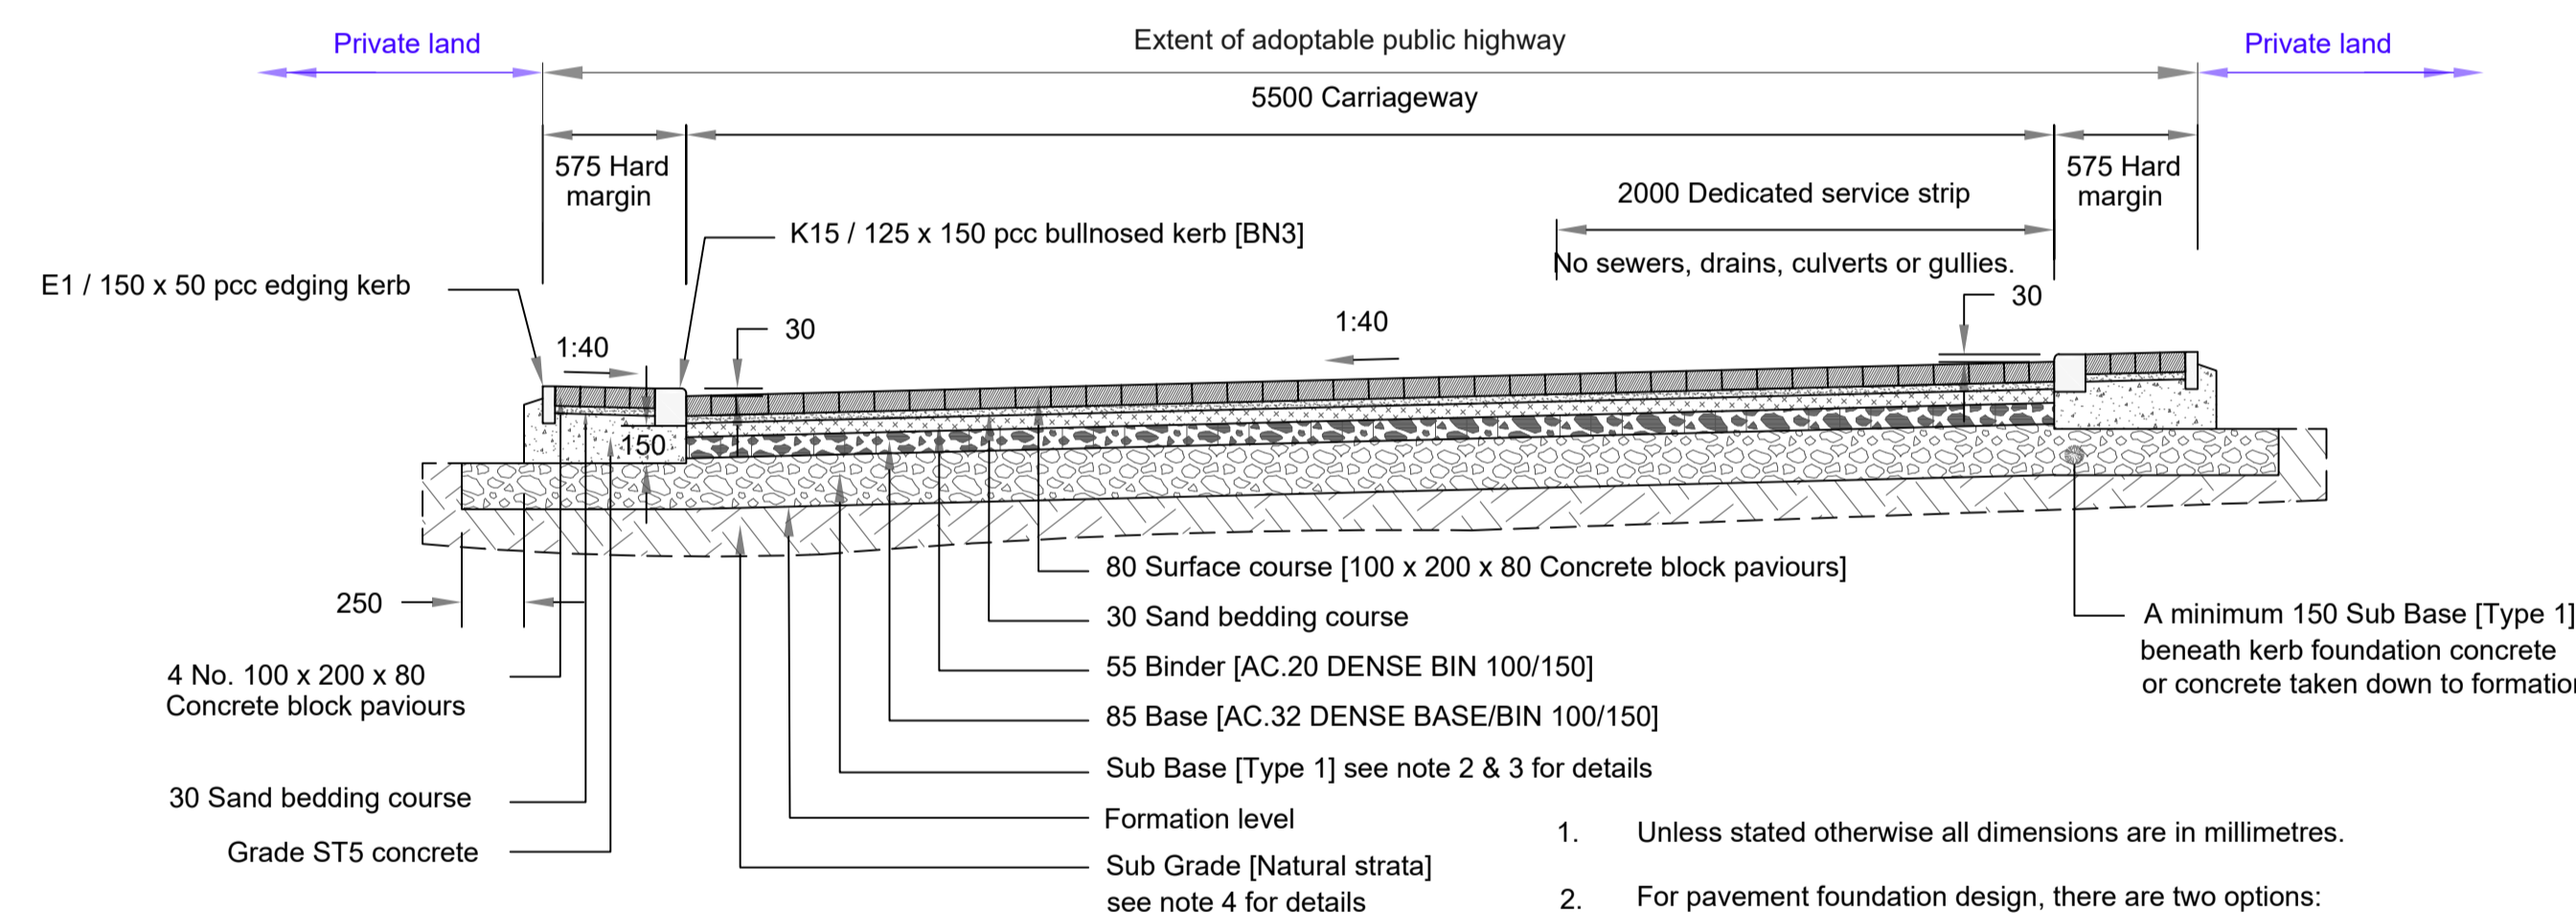 Private land
Extent of adoptable public highway
Private land
5500 Carriageway
575 Hard
margin
575 Hard
margin
2000 Dedicated service strip
K15 / 125 x 150 pcc bullnosed kerb [BN3]
No sewers, drains, culverts or gullies.
E1 / 150 x 50 pcc edging kerb
30
30
1:40
1:40
150
250
80 Surface course [100 x 200 x 80 Concrete block paviours]
30 Sand bedding course
55 Binder [AC.20 DENSE BIN 100/150]
85 Base [AC.32 DENSE BASE/BIN 100/150]
Sub Base [Type 1] see note 2 & 3 for details
Formation level
Sub Grade [Natural strata]
see note 4 for details
A minimum 150 Sub Base [Type 1]
beneath kerb foundation concrete
or concrete taken down to
4 No. 100 x 200 x 80
Concrete block paviours
30 Sand bedding course
Grade ST5 concrete
1. Unless stated otherwise all dimensions are in millimetres.
2. For pavement foundation design, there are two options: